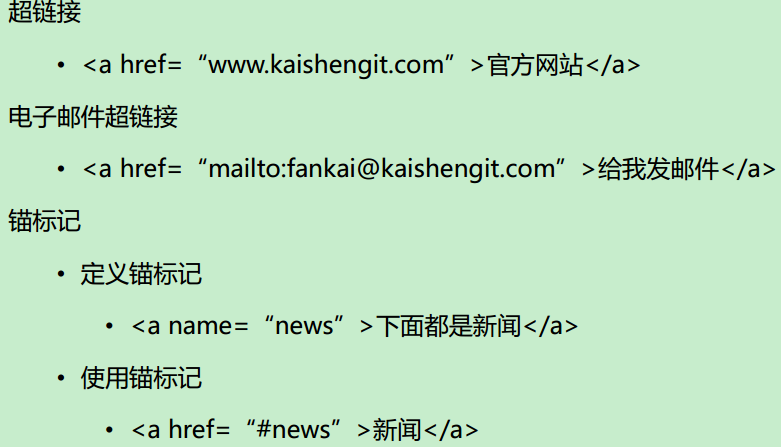 超链接
• <a href=“www.kaishengit.com”>官方网站</a>
电子邮件超链接
• <a href=“mailto:fankai@kaishengit.com”>给我发邮件</a>
锚标记
• 定义锚标记
• <a name=“news”>下面都是新闻</a>
• 使用锚标记
• <a href=“#news”>新闻</a>